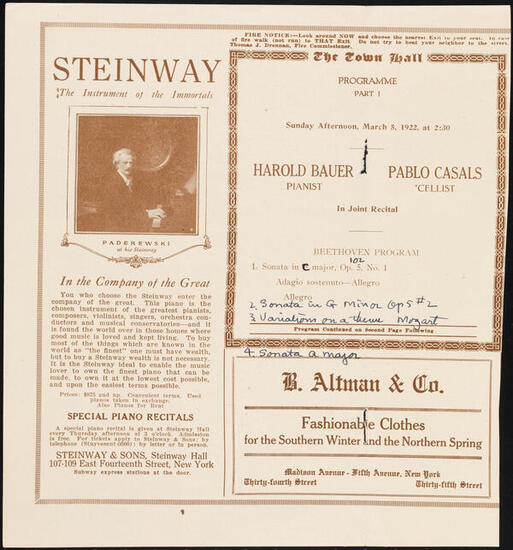 FIRE NOTICE:—Look around NOW and choose the nearest Exit to your seat. In case
of fire walk (not run) to THAT Exit. Do not try to beat your neighbor to the street.
Thomas J. Drennan, Fire Commissioner.
STEINWAY
The Instrument of the Immortals
PADEREWSKI
at his Steinway
In the Company of the Great
You who choose the Steinway enter the
company of the great. This piano is the
chosen instrument of the greatest pianists,
composers, violinists, singers, orchestra con-
ductors and musical conservatories—and it
is found the world over in those homes where
good music is loved and kept living. To buy
most of the things which are known in the
world as "the finest" one must have wealth,
but to buy a Steinway wealth is not necessary.
It is the Steinway ideal to enable the music
lover to own the finest piano that can be
made, to own it at the lowest cost possible,
and upon the easiest terms possible.
Prices: $875 and up. Convenient terms. Used
pianos taken in exchange.
Also Pianos for Rent
SPECIAL PIANO RECITALS
A special piano recital is given at Steinway Hall
every Thursday afternoon at 3 o'clock. Admission
is free. For tickets apply to Steinway & Sons; by
telephone (Stuyvesant 6600) by letter or in person.
STEINWAY & SONS, Steinway Hall
107-109 East Fourteenth Street, New York
Subway express stations at the door.
The Town Hall
PROGRAMME
PART I
Sunday Afternoon, March 5, 1922, at 2:30
HAROLD BAUER PABLO CASALS
PIANIST 'CELLIST
In Joint Recital
BEETHOVEN PROGRAM
102
1. Sonata in C major, Op. 5, No. 1
Adagio sostenuto—Allegro
Allegro
2. Sonata in G Minor Op 5 #2
3. Variations on a theme Mozart
Program Continued on Second Page Following
4. Sonata A major
B. Altman & Co.
Fashionable Clothes
for the Southern Winter and the Northern Spring
Madison Avenue - Fifth Avenue, New York
Thirty-fourth Street Thirty-fifth Street